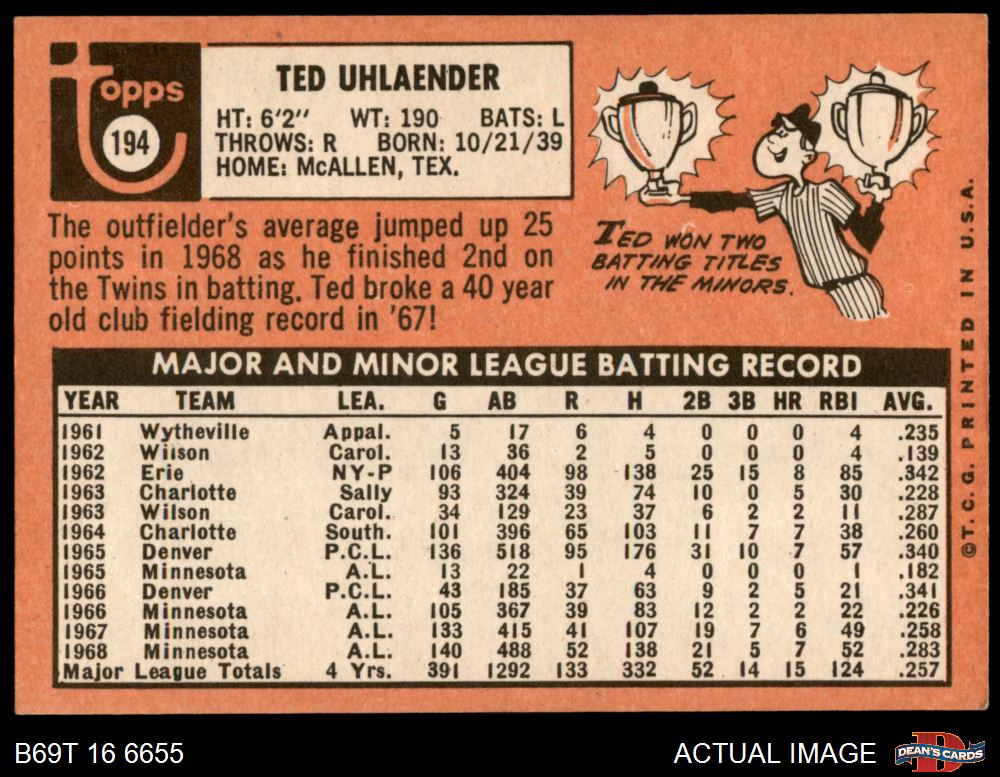 topps
194
TED UHLAENDER
HT: 6'2" WT: 190 BATS: L
THROWS: R BORN: 10/21/39
HOME: McALLEN, TEX.
The outfielder's average jumped up 25
points in 1968 as he finished 2nd on
the Twins in batting. Ted broke a 40 year
old club fielding record in '67!
TED WON TWO
BATTING TITLES
IN THE MINORS.
MAJOR AND MINOR LEAGUE BATTING RECORD
YEAR TEAM LEA. G AB R H 2B 3B HR RBI AVG.
1961 Wytheville Appal. 5 17 6 4 0 0 0 4 .235
1962 Wilson Carol. 13 36 2 5 0 0 0 4 .139
1962 Erie NY-P 106 404 98 138 25 15 8 85 .342
1963 Charlotte Sally 93 324 39 74 10 0 5 30 .228
1963 Wilson Carol. 34 129 23 37 6 2 2 11 .287
1964 Charlotte South. 101 396 65 103 11 7 7 38 .260
1965 Denver P.C.L. 136 518 95 176 31 10 7 57 .340
1965 Minnesota A.L. 13 22 1 4 0 0 0 1 .182
1966 Denver P.C.L. 43 185 37 63 9 2 5 21 .341
1966 Minnesota A.L. 105 367 39 83 12 2 2 22 .226
1967 Minnesota A.L. 133 415 41 107 19 7 6 49 .258
1968 Minnesota A.L. 140 488 52 138 21 5 7 52 .283
Major League Totals 4 Yrs. 391 1292 133 332 52 14 15 124 .257
© T. C. G. PRINTED IN U.S.A.
B69T 16 6655
ACTUAL IMAGE
D
DEAN'S CARDS